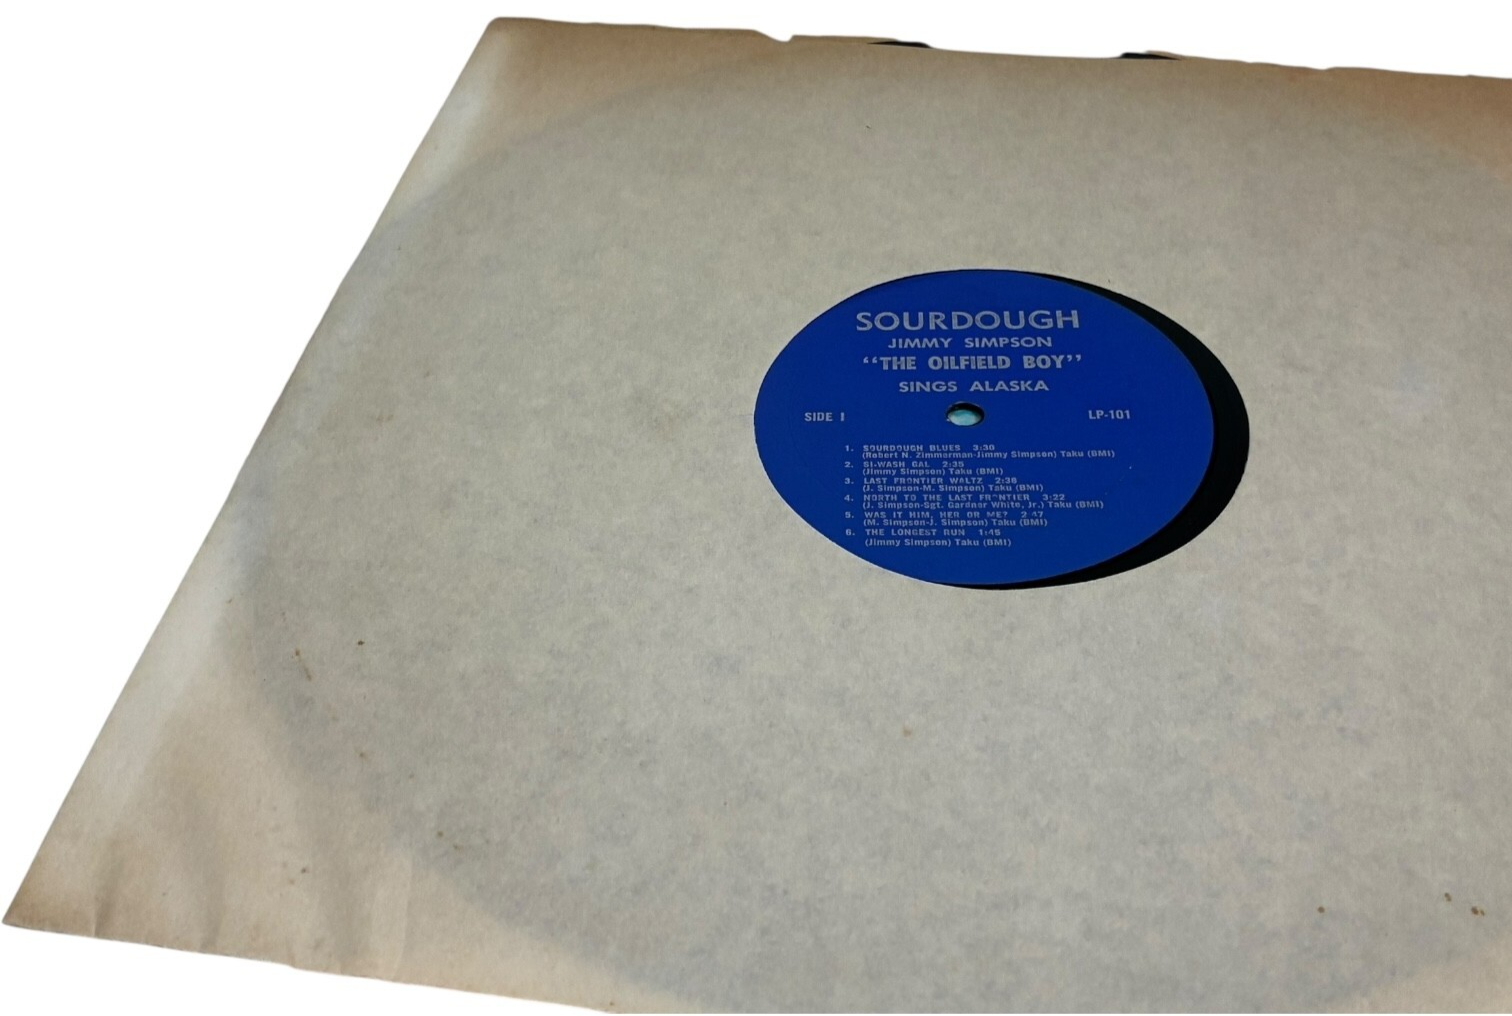 SOURDOUGH
JIMMY SIMPSON
“THE OILFIELD BOY”
SINGS ALASKA
SIDE I
LP-101
1. SOURDOUGH BLUES 3:30
(Robert N. Zimmerman-Jimmy Simpson) Taku (BMI)
2. SI-WASH GAL 2:35
(Jimmy Simpson) Taku (BMI)
3. LAST FRONTIER WALTZ 2:36
(J. Simpson-M. Simpson) Taku (BMI)
4. NORTH TO THE LAST FRONTIER 3:22
(J. Simpson-Sgt. Gardner White, Jr.) Taku (BMI)
5. WAS IT HIM, HER OR ME? 2:47
(M. Simpson-J. Simpson) Taku (BMI)
6. THE LONGEST RUN 1:45
(Jimmy Simpson) Taku (BMI)